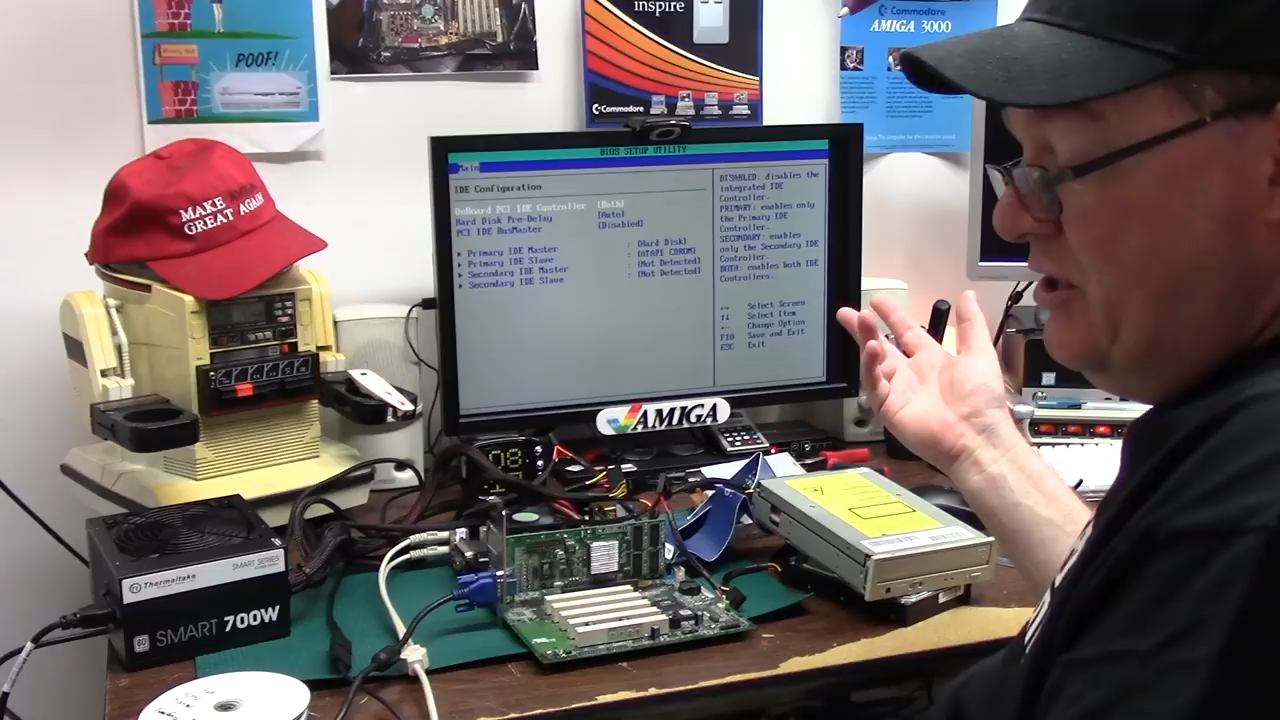 POOF!
inspire
Commodore
Commodore
AMIGA 3000
MAKE
GREAT AGAIN
BIOS SETUP UTILITY
Main
IDE Configuration
OnBoard PCI IDE Controller [Both]
Hard Disk Pre-Delay [Auto]
PCI IDE BusMaster [Disabled]
Primary IDE Master : [Hard Disk]
Primary IDE Slave : [ATAPI CDROM]
Secondary IDE Master : [Not Detected]
Secondary IDE Slave : [Not Detected]
DISABLED: disables the
integrated IDE
Controller.
PRIMARY: enables only
the Primary IDE
Controller.
SECONDARY: enables
only the Secondary IDE
Controller.
BOTH: enables both IDE
Controllers.
↔ Select Screen
↑↓ Select Item
+- Change Option
F10 Save and Exit
ESC Exit
AMIGA
08
Thermaltake
SMART SERIES
SMART 700W
80